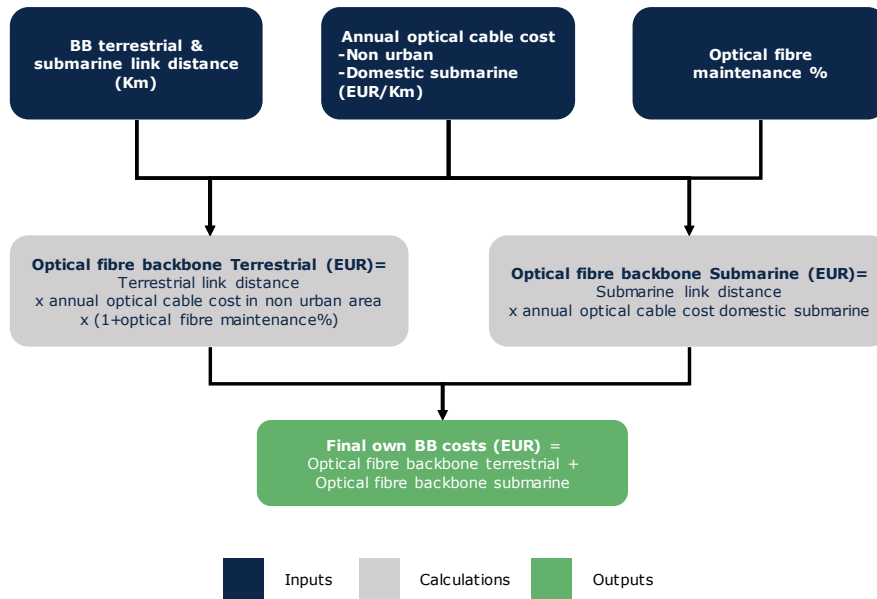 BB terrestrial &
submarine link distance
(Km)
Annual optical cable cost
-Non urban
-Domestic submarine
(EUR/Km)
Optical fibre
maintenance %
Optical fibre backbone Terrestrial (EUR)=
Terrestrial link distance
x annual optical cable cost in non urban area
x (1+optical fibre maintenance%)
Optical fibre backbone Submarine (EUR)=
Submarine link distance
x annual optical cable cost domestic submarine
Final own BB costs (EUR) =
Optical fibre backbone terrestrial +
Optical fibre backbone submarine
Inputs
Calculations
Outputs